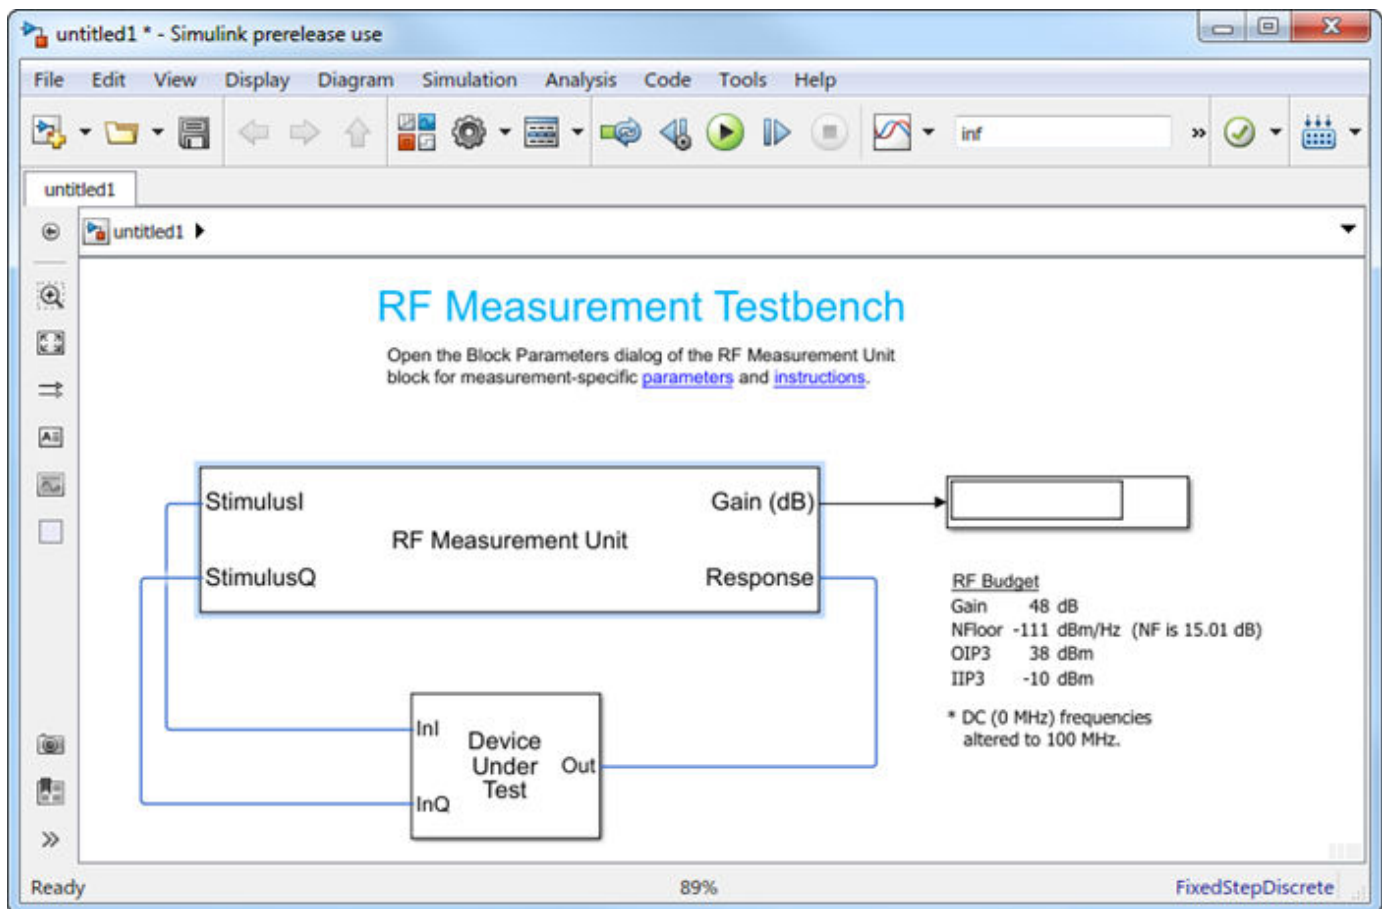 untitled1 * - Simulink prerelease use
File Edit View Display Diagram Simulation Analysis Code Tools Help
inf
untitled1
untitled1
RF Measurement Testbench
Open the Block Parameters dialog of the RF Measurement Unit
block for measurement-specific parameters and instructions.
StimulusI
Gain (dB)
RF Measurement Unit
StimulusQ
Response
RF Budget
Gain 48 dB
NFloor -111 dBm/Hz (NF is 15.01 dB)
OIP3 38 dBm
IIP3 -10 dBm
* DC (0 MHz) frequencies
altered to 100 MHz.
InI
Device
Under
Test
Out
InQ
Ready
89%
FixedStepDiscrete